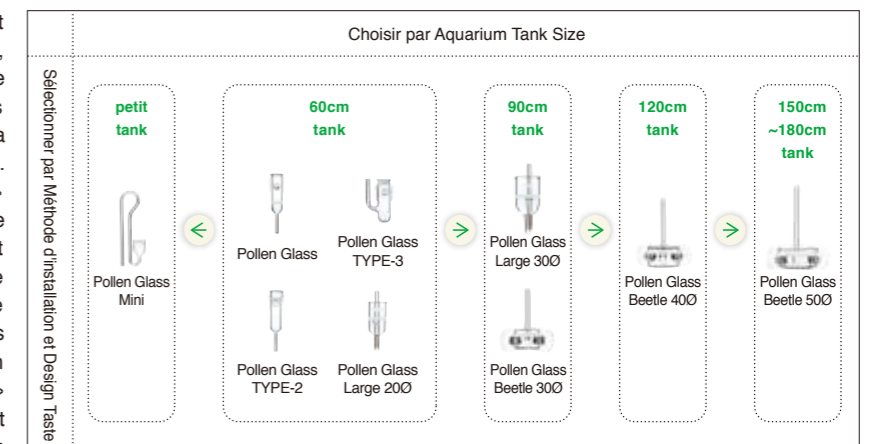 Choisir par Aquarium Tank Size
Sélectionner par Méthode d'installation et Design Taste
petit
tank
Pollen Glass
Mini
60cm
tank
Pollen Glass
Pollen Glass
TYPE-3
Pollen Glass
TYPE-2
Pollen Glass
Large 20Ø
90cm
tank
Pollen Glass
Large 30Ø
Pollen Glass
Beetle 30Ø
120cm
tank
Pollen Glass
Beetle 40Ø
150cm
~180cm
tank
Pollen Glass
Beetle 50Ø